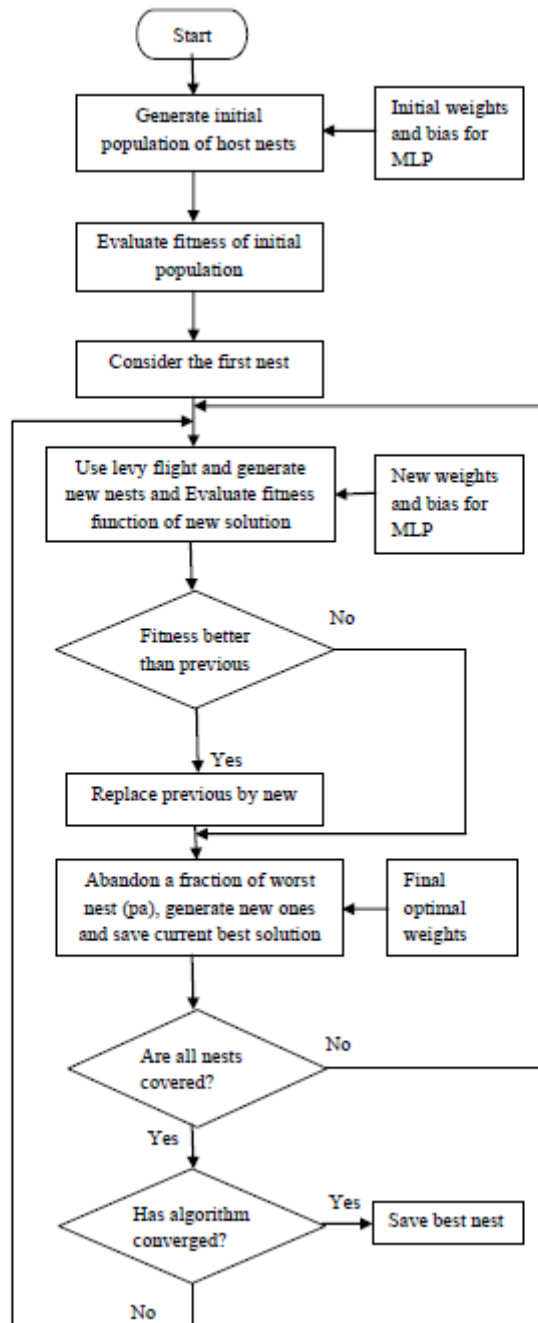 Start
Generate initial
population of host nests
Initial weights
and bias for
MLP
Evaluate fitness of initial
population
Consider the first nest
Use levy flight and generate
new nests and Evaluate fitness
function of new solution
New weights
and bias for
MLP
Fitness better
than previous
No
Yes
Replace previous by new
Abandon a fraction of worst
nest (pa), generate new ones
and save current best solution
Final
optimal
weights
Are all nests
covered?
No
Yes
Has algorithm
converged?
Yes
Save best nest
No